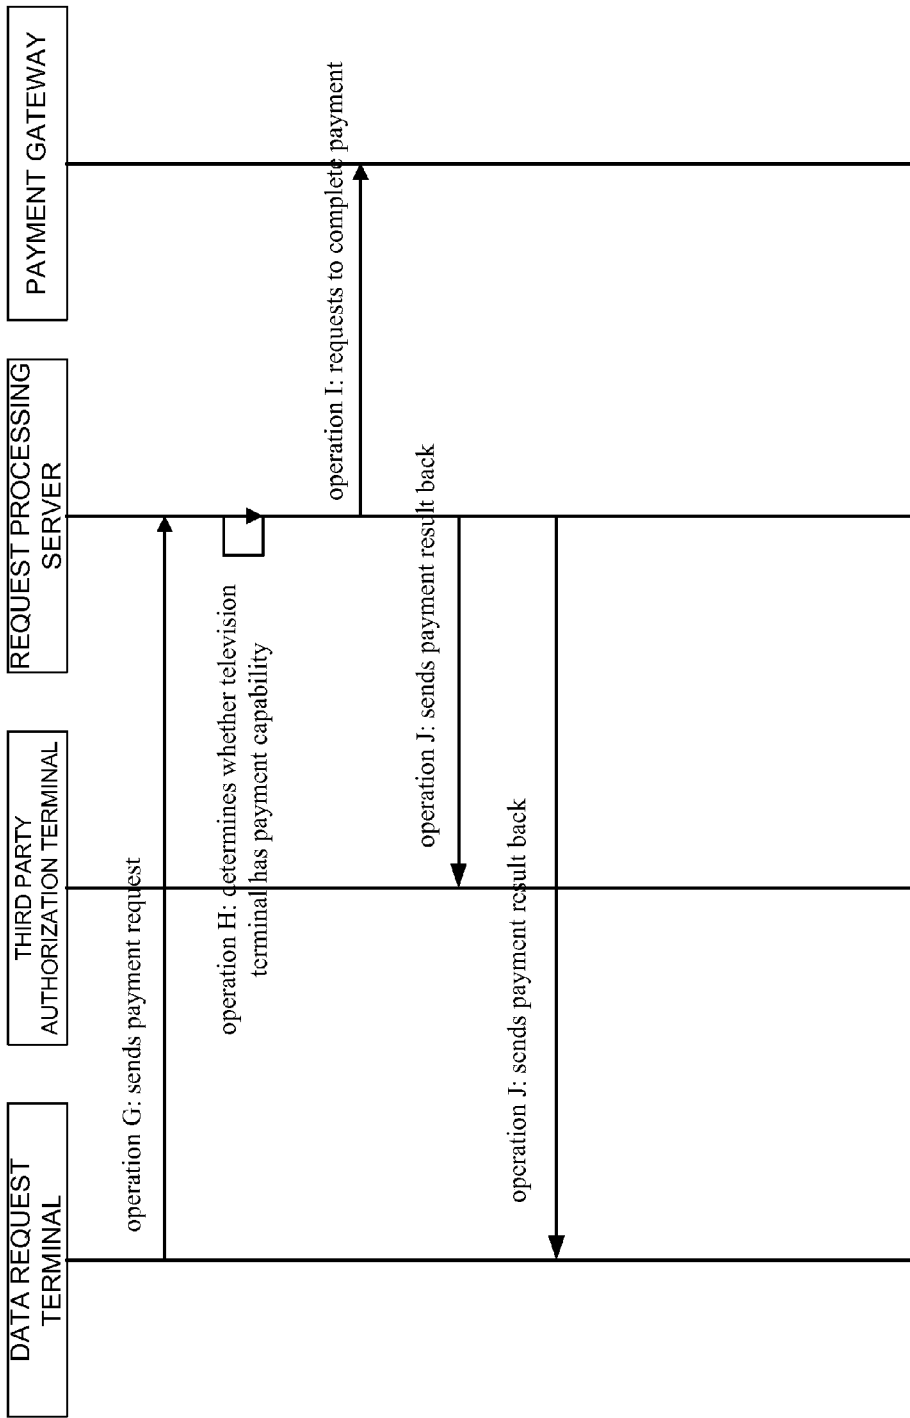 DATA REQUEST
TERMINAL
THIRD PARTY
AUTHORIZATION TERMINAL
REQUEST PROCESSING
SERVER
PAYMENT GATEWAY
operation G: sends payment request
operation H: determines whether television
terminal has payment capability
operation I: requests to complete payment
operation J: sends payment result back
operation J: sends payment result back